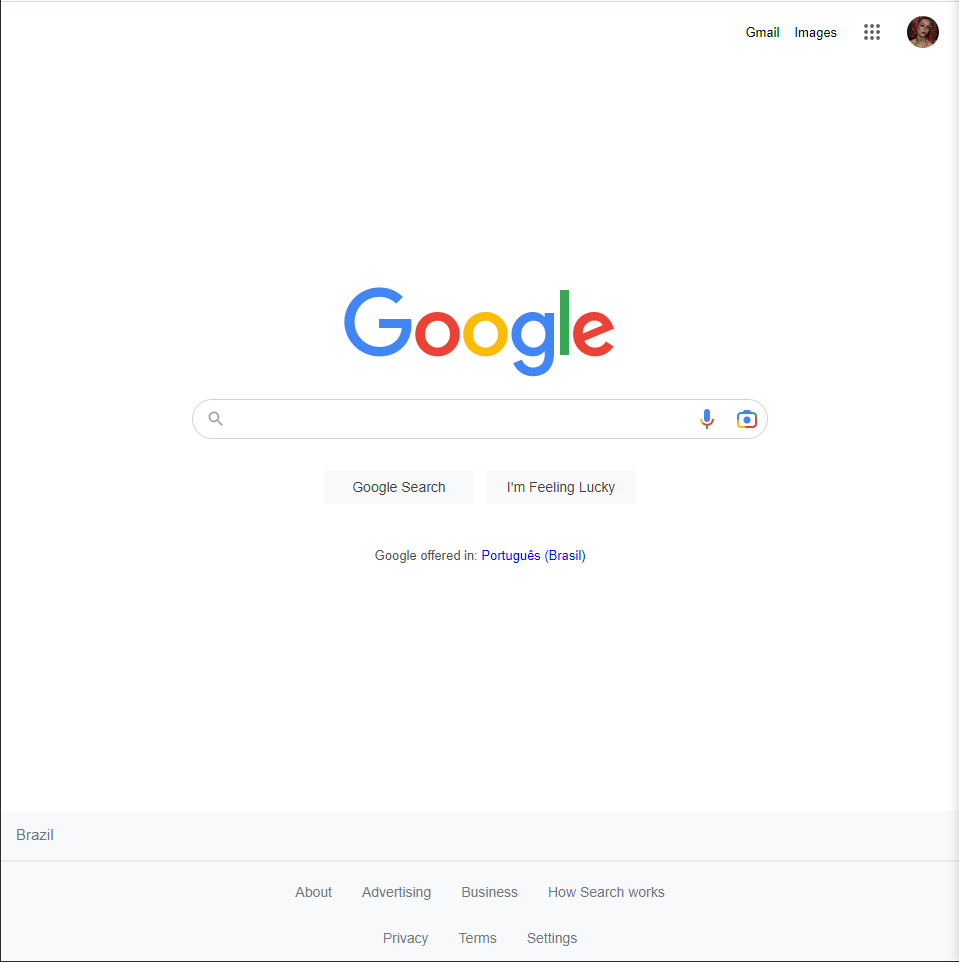 Gmail Images
Google
Google Search I'm Feeling Lucky
Google offered in: Português (Brasil)
Brazil
About Advertising Business How Search works
Privacy Terms Settings